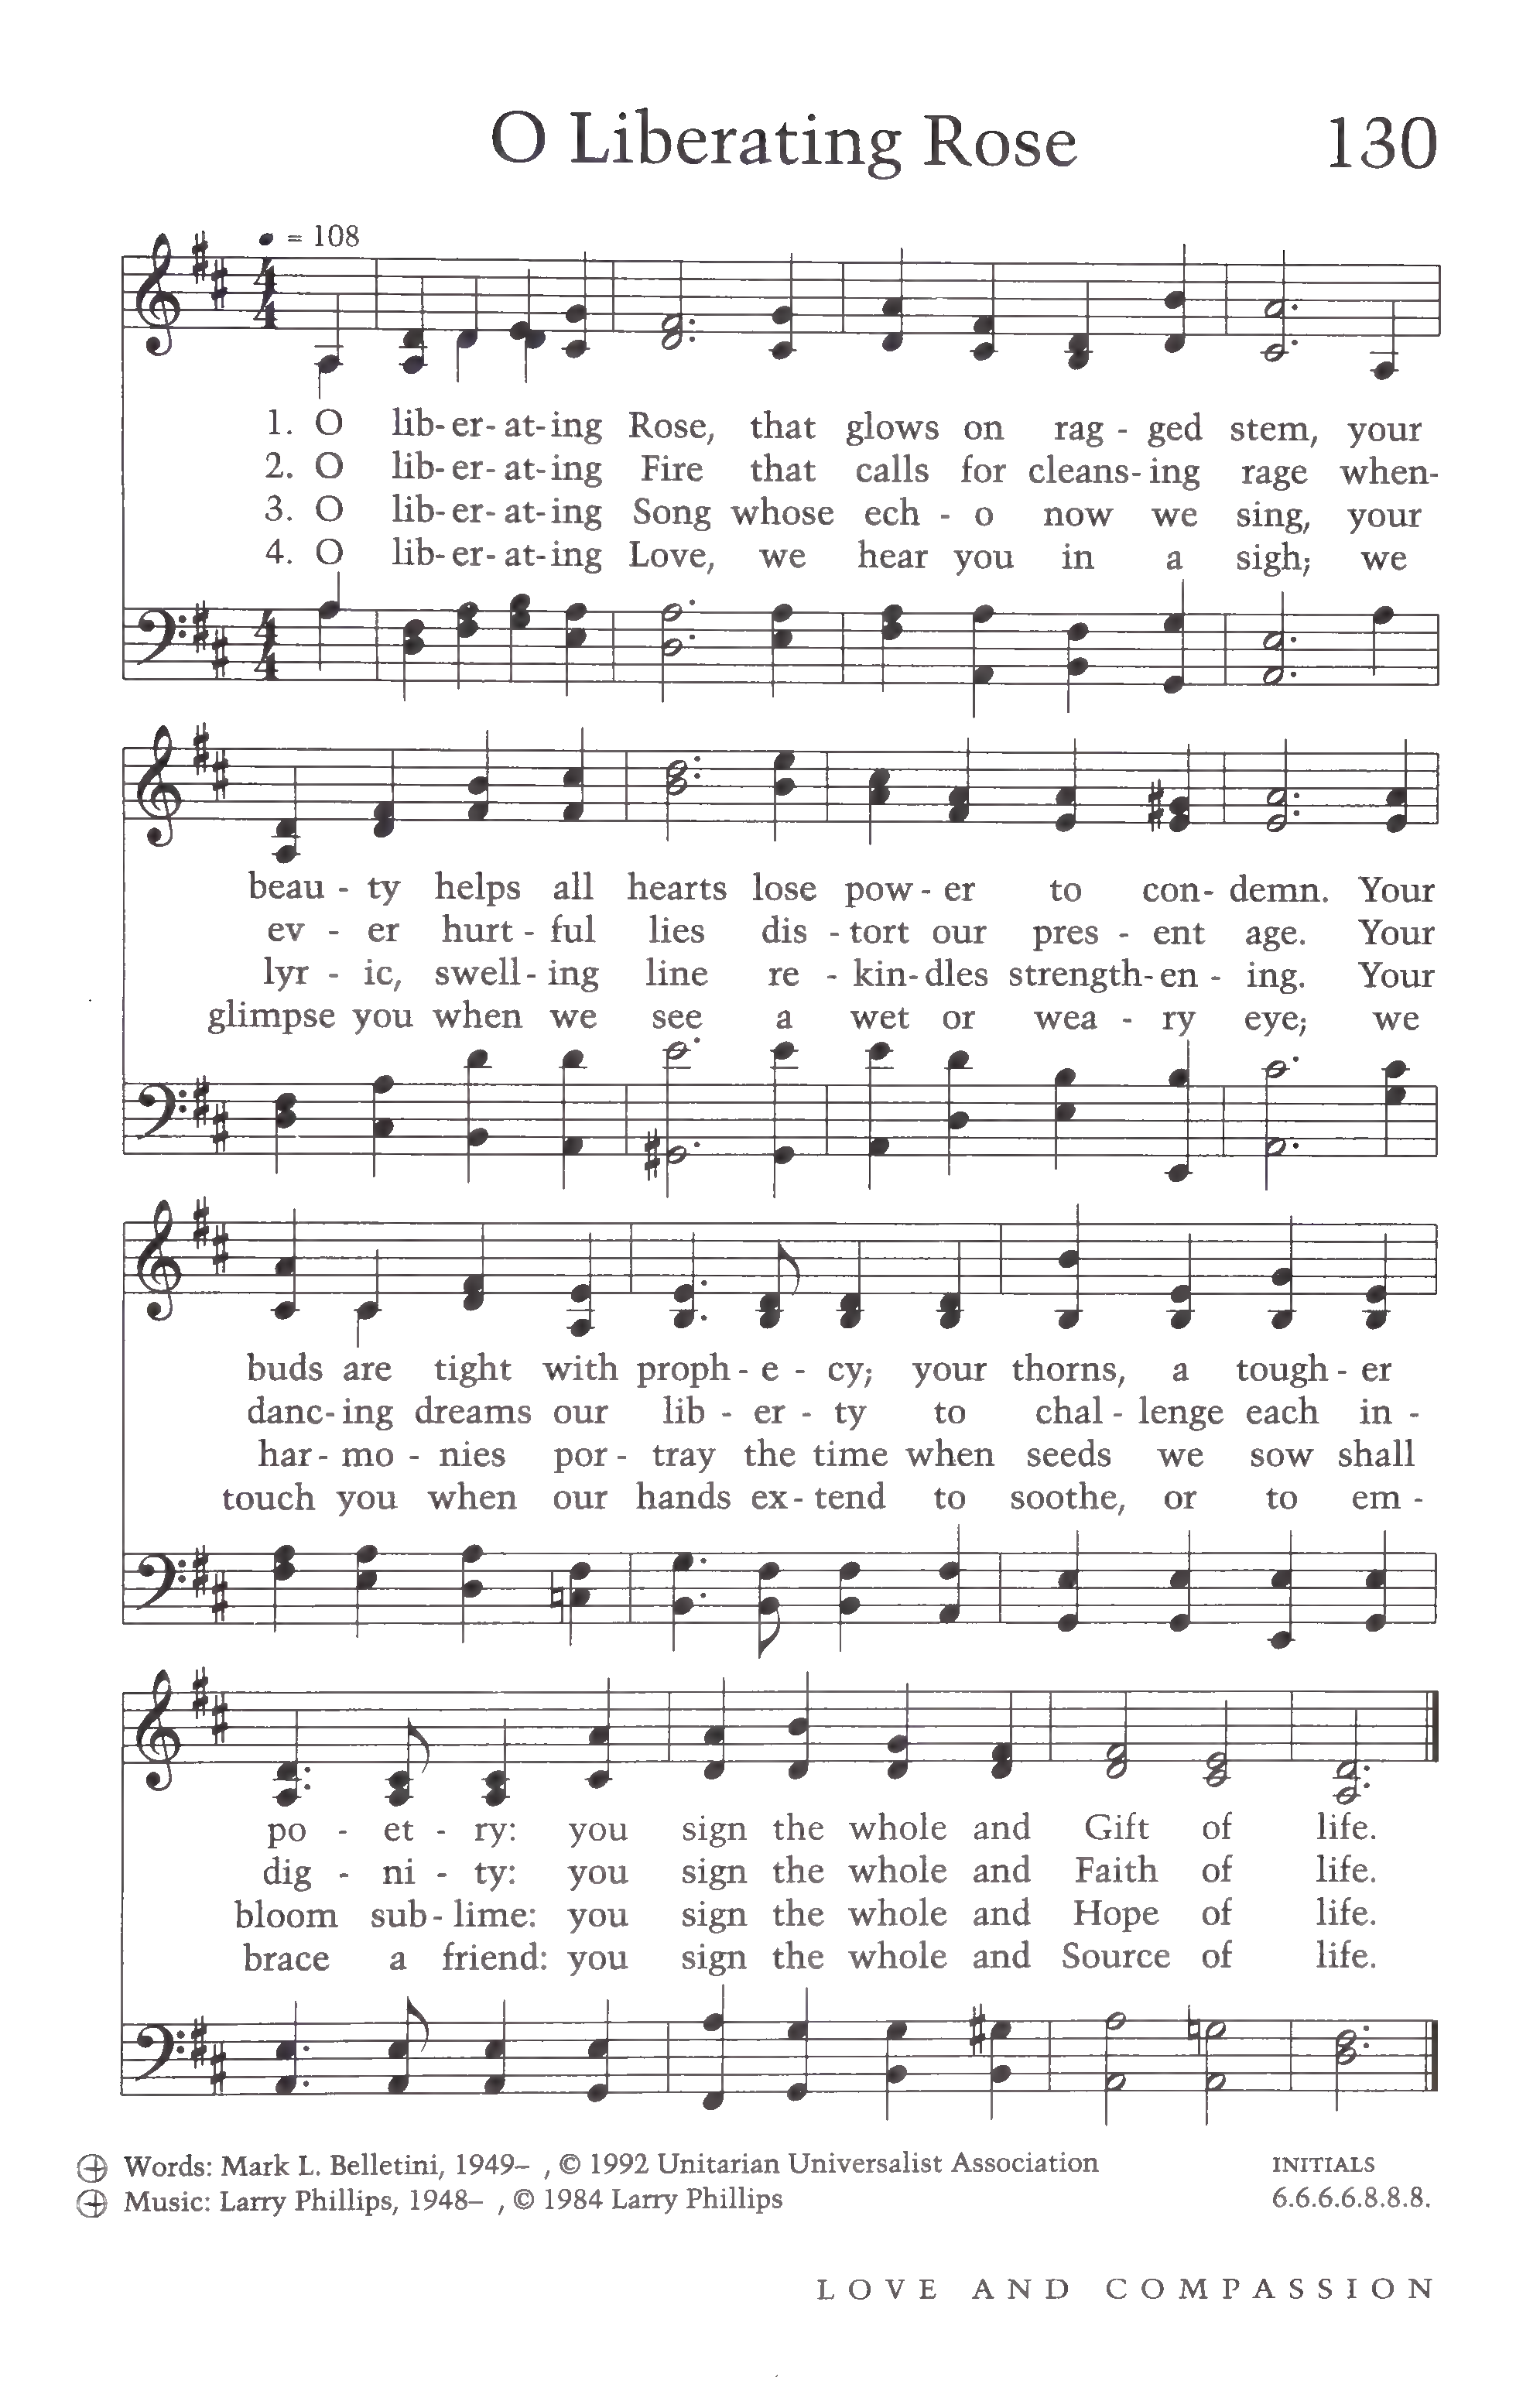 O Liberating Rose 130
♩ = 108
1. O lib- er- at- ing Rose, that glows on rag - ged stem, your
2. O lib- er- at- ing Fire that calls for cleans- ing rage when-
3. O lib- er- at- ing Song whose ech - o now we sing, your
4. O lib- er- at- ing Love, we hear you in a sigh; we
beau - ty helps all hearts lose pow - er to con- demn. Your
ev - er hurt - ful lies dis - tort our pres - ent age. Your
lyr - ic, swell- ing line re - kin- dles strength- en - ing. Your
glimpse you when we see a wet or wea - ry eye; we
buds are tight with proph - e - cy; your thorns, a tough - er
danc- ing dreams our lib - er - ty to chal - lenge each in -
har - mo - nies por - tray the time when seeds we sow shall
touch you when our hands ex- tend to soothe, or to em -
po - et - ry: you sign the whole and Gift of life.
dig - ni - ty: you sign the whole and Faith of life.
bloom sub- lime: you sign the whole and Hope of life.
brace a friend: you sign the whole and Source of life.
Words: Mark L. Belletini, 1949– , © 1992 Unitarian Universalist Association INITIALS
Music: Larry Phillips, 1948– , © 1984 Larry Phillips 6.6.6.6.8.8.8.
LOVE AND COMPASSION